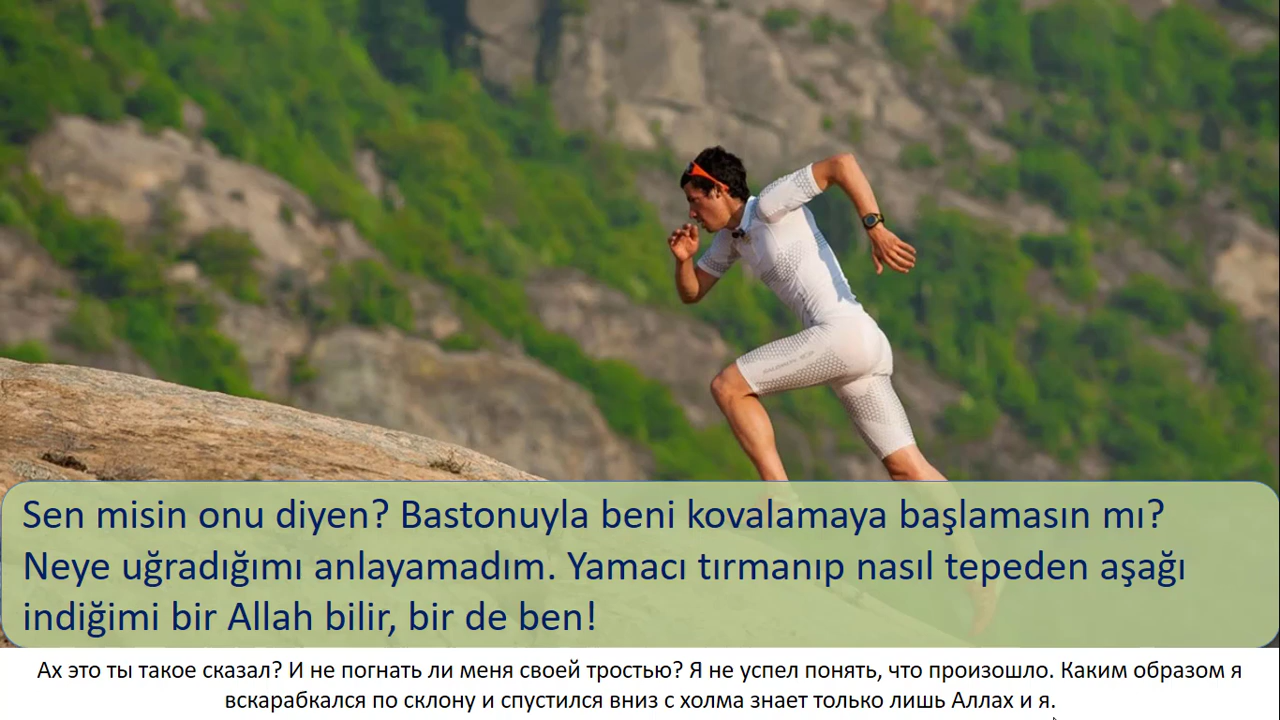 Sen misin onu diyen? Bastonuyla beni kovalamaya başlamasın mı?
Neye uğradığımı anlayamadım. Yamacı tırmanıp nasıl tepeden aşağı
indiğimi bir Allah bilir, bir de ben!
Ах это ты такое сказал? И не погнать ли меня своей тростью? Я не успел понять, что произошло. Каким образом я
вскарабкался по склону и спустился вниз с холма знает только лишь Аллах и я.